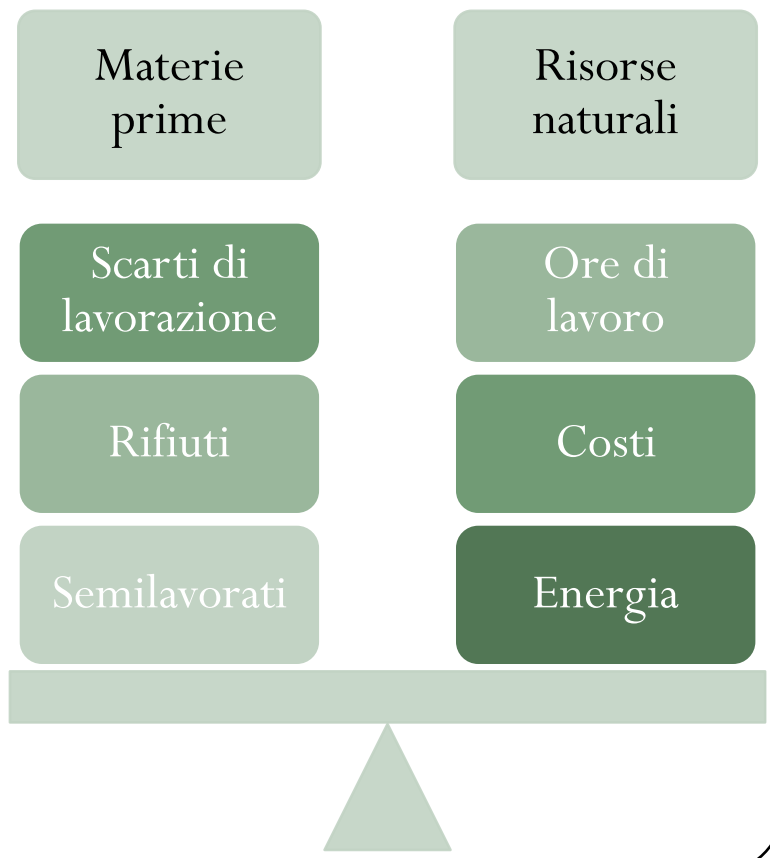 Materie
prime
Scarti di
lavorazione
Rifiuti
Semilavorati
Risorse
naturali
Ore di
lavoro
Costi
Energia